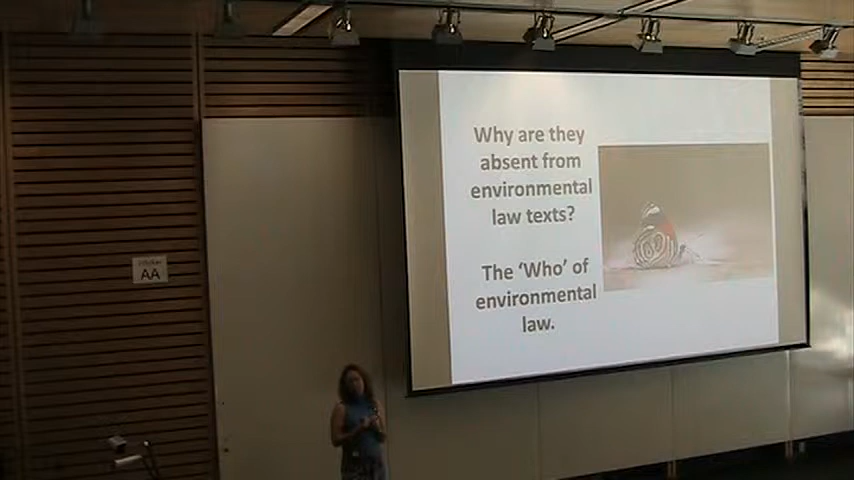 AA
Why are they
absent from
environmental
law texts?
The ‘Who’ of
environmental
law.